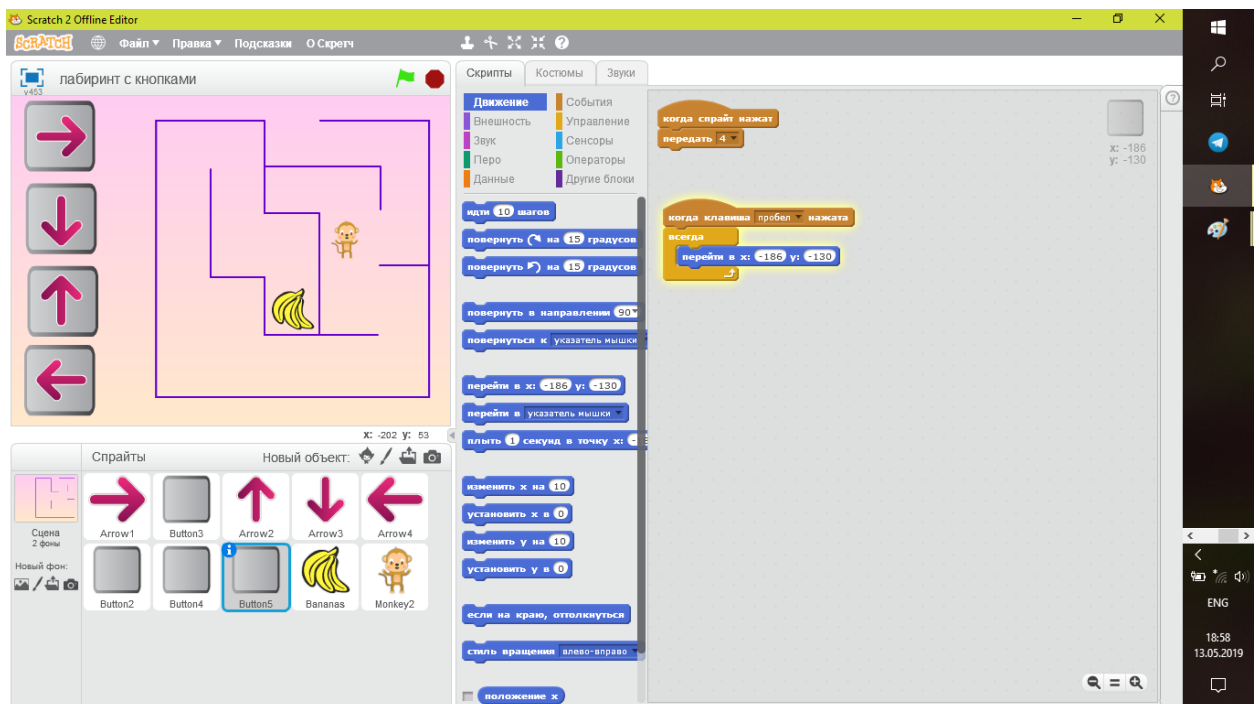 Scratch 2 Offline Editor
SCRATCH Файл Правка Подсказки О Скретч
v453 лабиринт с кнопками
x: -202 y: 53
Спрайты Новый объект:
Сцена
2 фоны
Новый фон:
Arrow1 Button3 Arrow2 Arrow3 Arrow4
Button2 Button4 Button5 Bananas Monkey2
Скрипты Костюмы Звуки
Движение События
Внешность Управление
Звук Сенсоры
Перо Операторы
Данные Другие блоки
идти 10 шагов
повернуть на 15 градусов
повернуть на 15 градусов
повернуть в направлении 90
повернуться к указатель мышки
перейти в x: -186 y: -130
перейти в указатель мышки
плыть 1 секунд в точку x:
изменить x на 10
установить x в 0
изменить y на 10
установить y в 0
если на краю, оттолкнуться
стиль вращения влево-вправо
положение x
когда спрайт нажат
передать 4
когда клавиша пробел нажата
всегда
перейти в x: -186 y: -130
x: -186
y: -130
ENG
18:58
13.05.2019